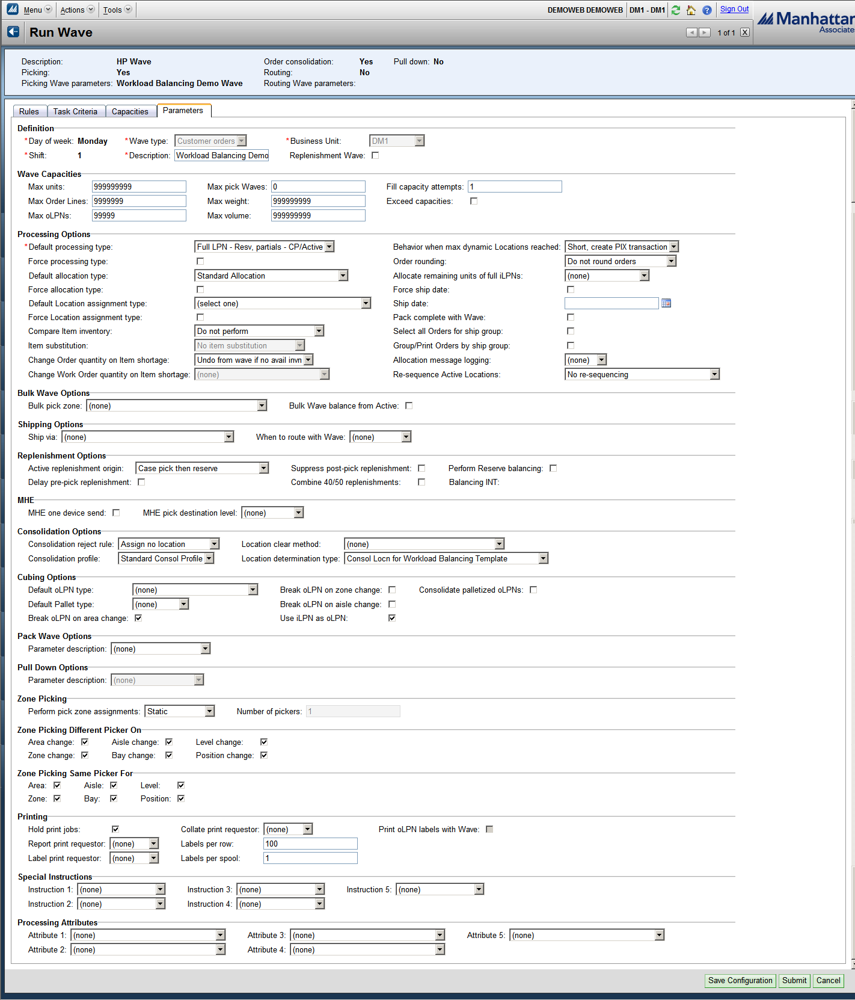 Menu Actions Tools DEMOWEB DEMOWEB DM1 - DM1 Sign Out
Manhattan
Associates
Run Wave 1 of 1 X
Description: HP Wave Order consolidation: Yes Pull down: No
Picking: Yes Routing: No
Picking Wave parameters: Workload Balancing Demo Wave Routing Wave parameters:
Rules Task Criteria Capacities Parameters
Definition
*Day of week: Monday *Wave type: Customer orders *Business Unit: DM1
*Shift: 1 *Description: Workload Balancing Demo Replenishment Wave:
Wave Capacities
Max units: 999999999 Max pick Waves: 0 Fill capacity attempts: 1
Max Order Lines: 9999999 Max weight: 999999999 Exceed capacities:
Max oLPNs: 99999 Max volume: 999999999
Processing Options
*Default processing type: Full LPN - Resv, partials - CP/Active Behavior when max dynamic Locations reached: Short, create PIX transaction
Force processing type: Order rounding: Do not round orders
Default allocation type: Standard Allocation Allocate remaining units of full iLPNs: (none)
Force allocation type: Force ship date:
Default Location assignment type: (select one) Ship date:
Force Location assignment type: Pack complete with Wave:
Compare Item inventory: Do not perform Select all Orders for ship group:
Item substitution: No item substitution Group/Print Orders by ship group:
Change Order quantity on Item shortage: Undo from wave if no avail invn Allocation message logging: (none)
Change Work Order quantity on Item shortage: (none) Re-sequence Active Locations: No re-sequencing
Bulk Wave Options
Bulk pick zone: (none) Bulk Wave balance from Active:
Shipping Options
Ship via: (none) When to route with Wave: (none)
Replenishment Options
Active replenishment origin: Case pick then reserve Suppress post-pick replenishment: Perform Reserve balancing:
Delay pre-pick replenishment: Combine 40/50 replenishments: Balancing INT:
MHE
MHE one device send: MHE pick destination level: (none)
Consolidation Options
Consolidation reject rule: Assign no location Location clear method: (none)
Consolidation profile: Standard Consol Profile Location determination type: Consol Locn for Workload Balancing Template
Cubing Options
Default oLPN type: (none) Break oLPN on zone change: Consolidate palletized oLPNs:
Default Pallet type: (none) Break oLPN on aisle change:
Break oLPN on area change: Use iLPN as oLPN:
Pack Wave Options
Parameter description: (none)
Pull Down Options
Parameter description: (none)
Zone Picking
Perform pick zone assignments: Static Number of pickers: 1
Zone Picking Different Picker On
Area change: Aisle change: Level change:
Zone change: Bay change: Position change:
Zone Picking Same Picker For
Area: Aisle: Level:
Zone: Bay: Position:
Printing
Hold print jobs: Collate print requestor: (none) Print oLPN labels with Wave:
Report print requestor: (none) Labels per row: 100
Label print requestor: (none) Labels per spool: 1
Special Instructions
Instruction 1: (none) Instruction 3: (none) Instruction 5: (none)
Instruction 2: (none) Instruction 4: (none)
Processing Attributes
Attribute 1: (none) Attribute 3: (none) Attribute 5: (none)
Attribute 2: (none) Attribute 4: (none)
Save Configuration Submit Cancel